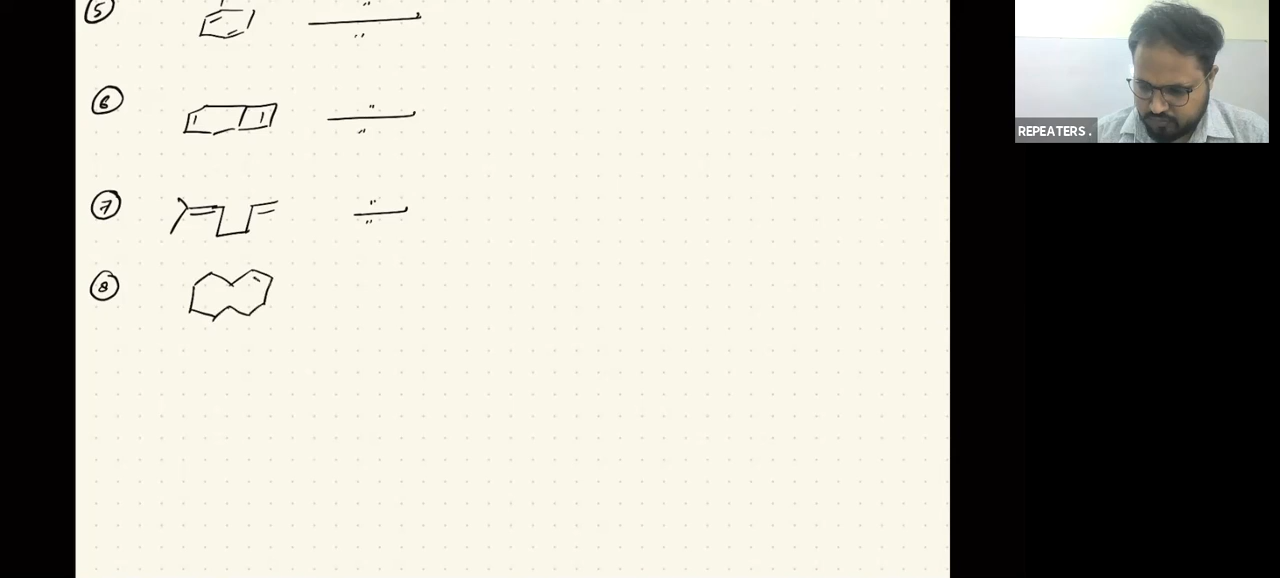 5 " "
REPEATERS .
6 " "
7 " "
8